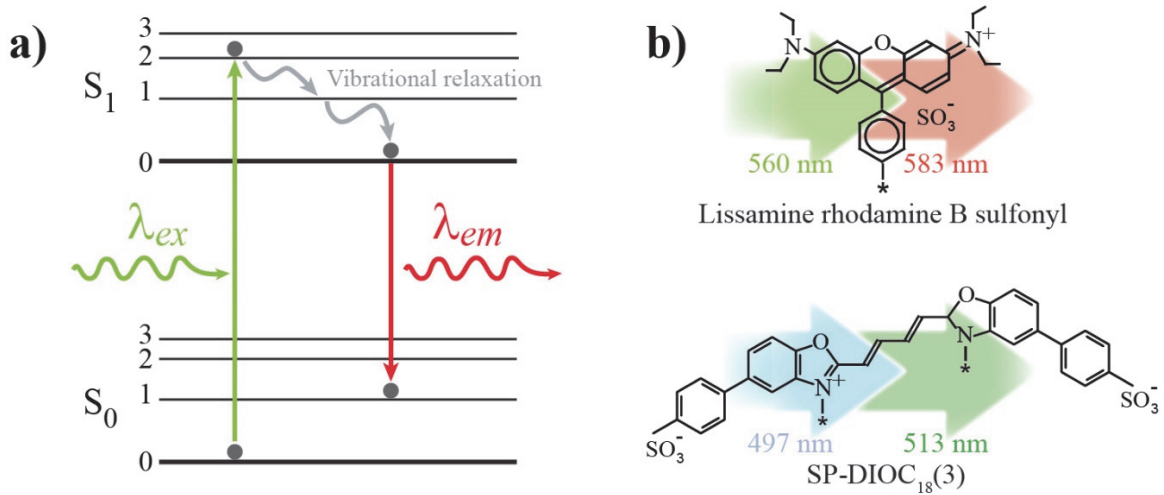 a)
3
2
1
0
S1
Vibrational relaxation
λex
λem
3
2
1
0
S0
b)
N
O
N+
SO3-
560 nm
583 nm
*
Lissamine rhodamine B sulfonyl
O
N
*
O
N+
*
SO3-
SO3-
497 nm
513 nm
SP-DIOC18(3)